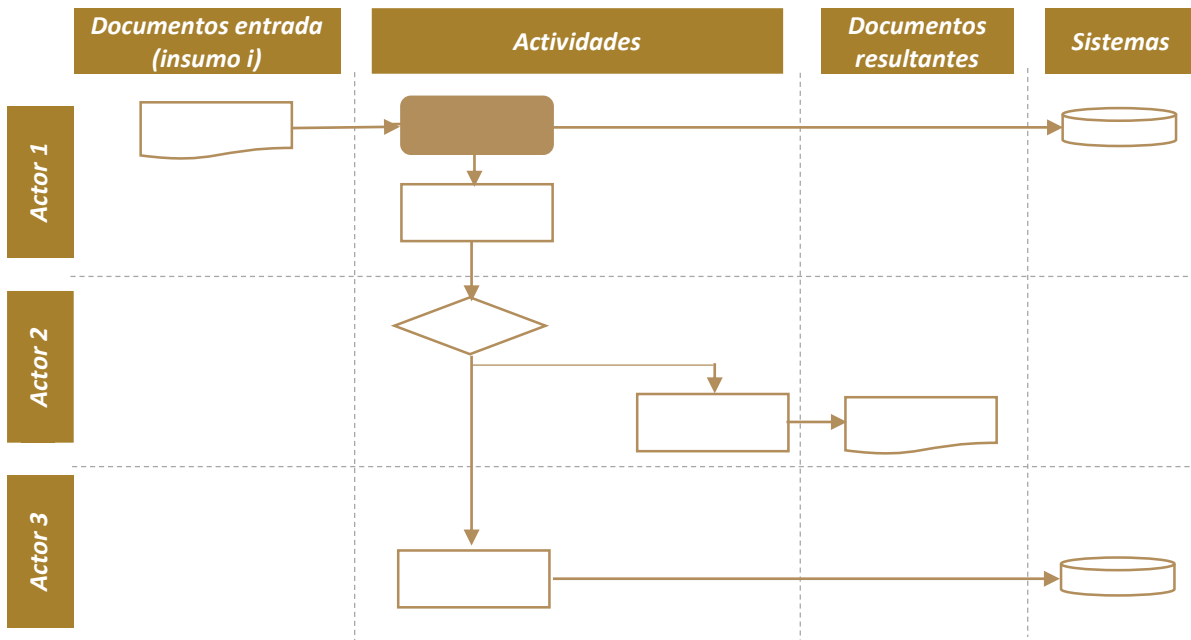 Documentos entrada
(insumo i)
Actividades
Documentos
resultantes
Sistemas
Actor 1
Actor 2
Actor 3